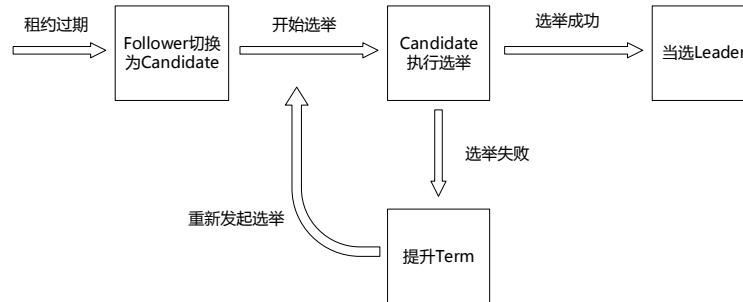 租约过期
Follower切换
为Candidate
开始选举
Candidate
执行选举
选举成功
当选Leader
选举失败
重新发起选举
提升Term